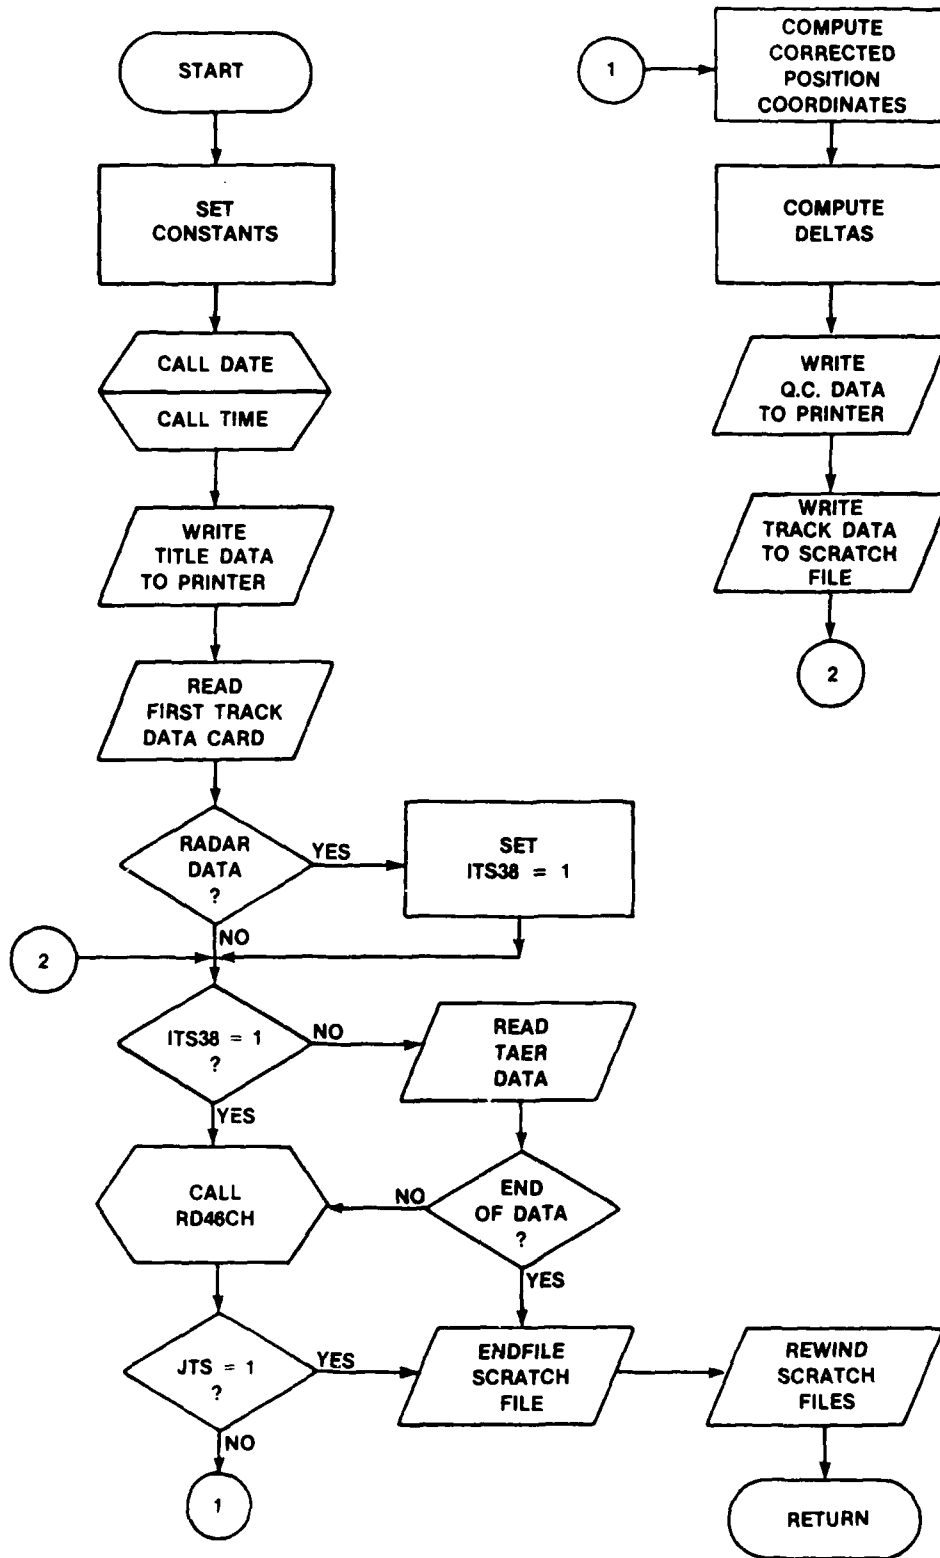 START
SET
CONSTANTS
CALL DATE
CALL TIME
WRITE
TITLE DATA
TO PRINTER
READ
FIRST TRACK
DATA CARD
RADAR
DATA
?
YES
SET
ITS38 = 1
NO
2
ITS38 = 1
?
NO
READ
TAER
DATA
YES
CALL
RD46CH
NO
END
OF DATA
?
YES
JTS = 1
?
YES
ENDFILE
SCRATCH
FILE
REWIND
SCRATCH
FILES
NO
1
RETURN
1
COMPUTE
CORRECTED
POSITION
COORDINATES
COMPUTE
DELTAS
WRITE
Q.C. DATA
TO PRINTER
WRITE
TRACK DATA
TO SCRATCH
FILE
2